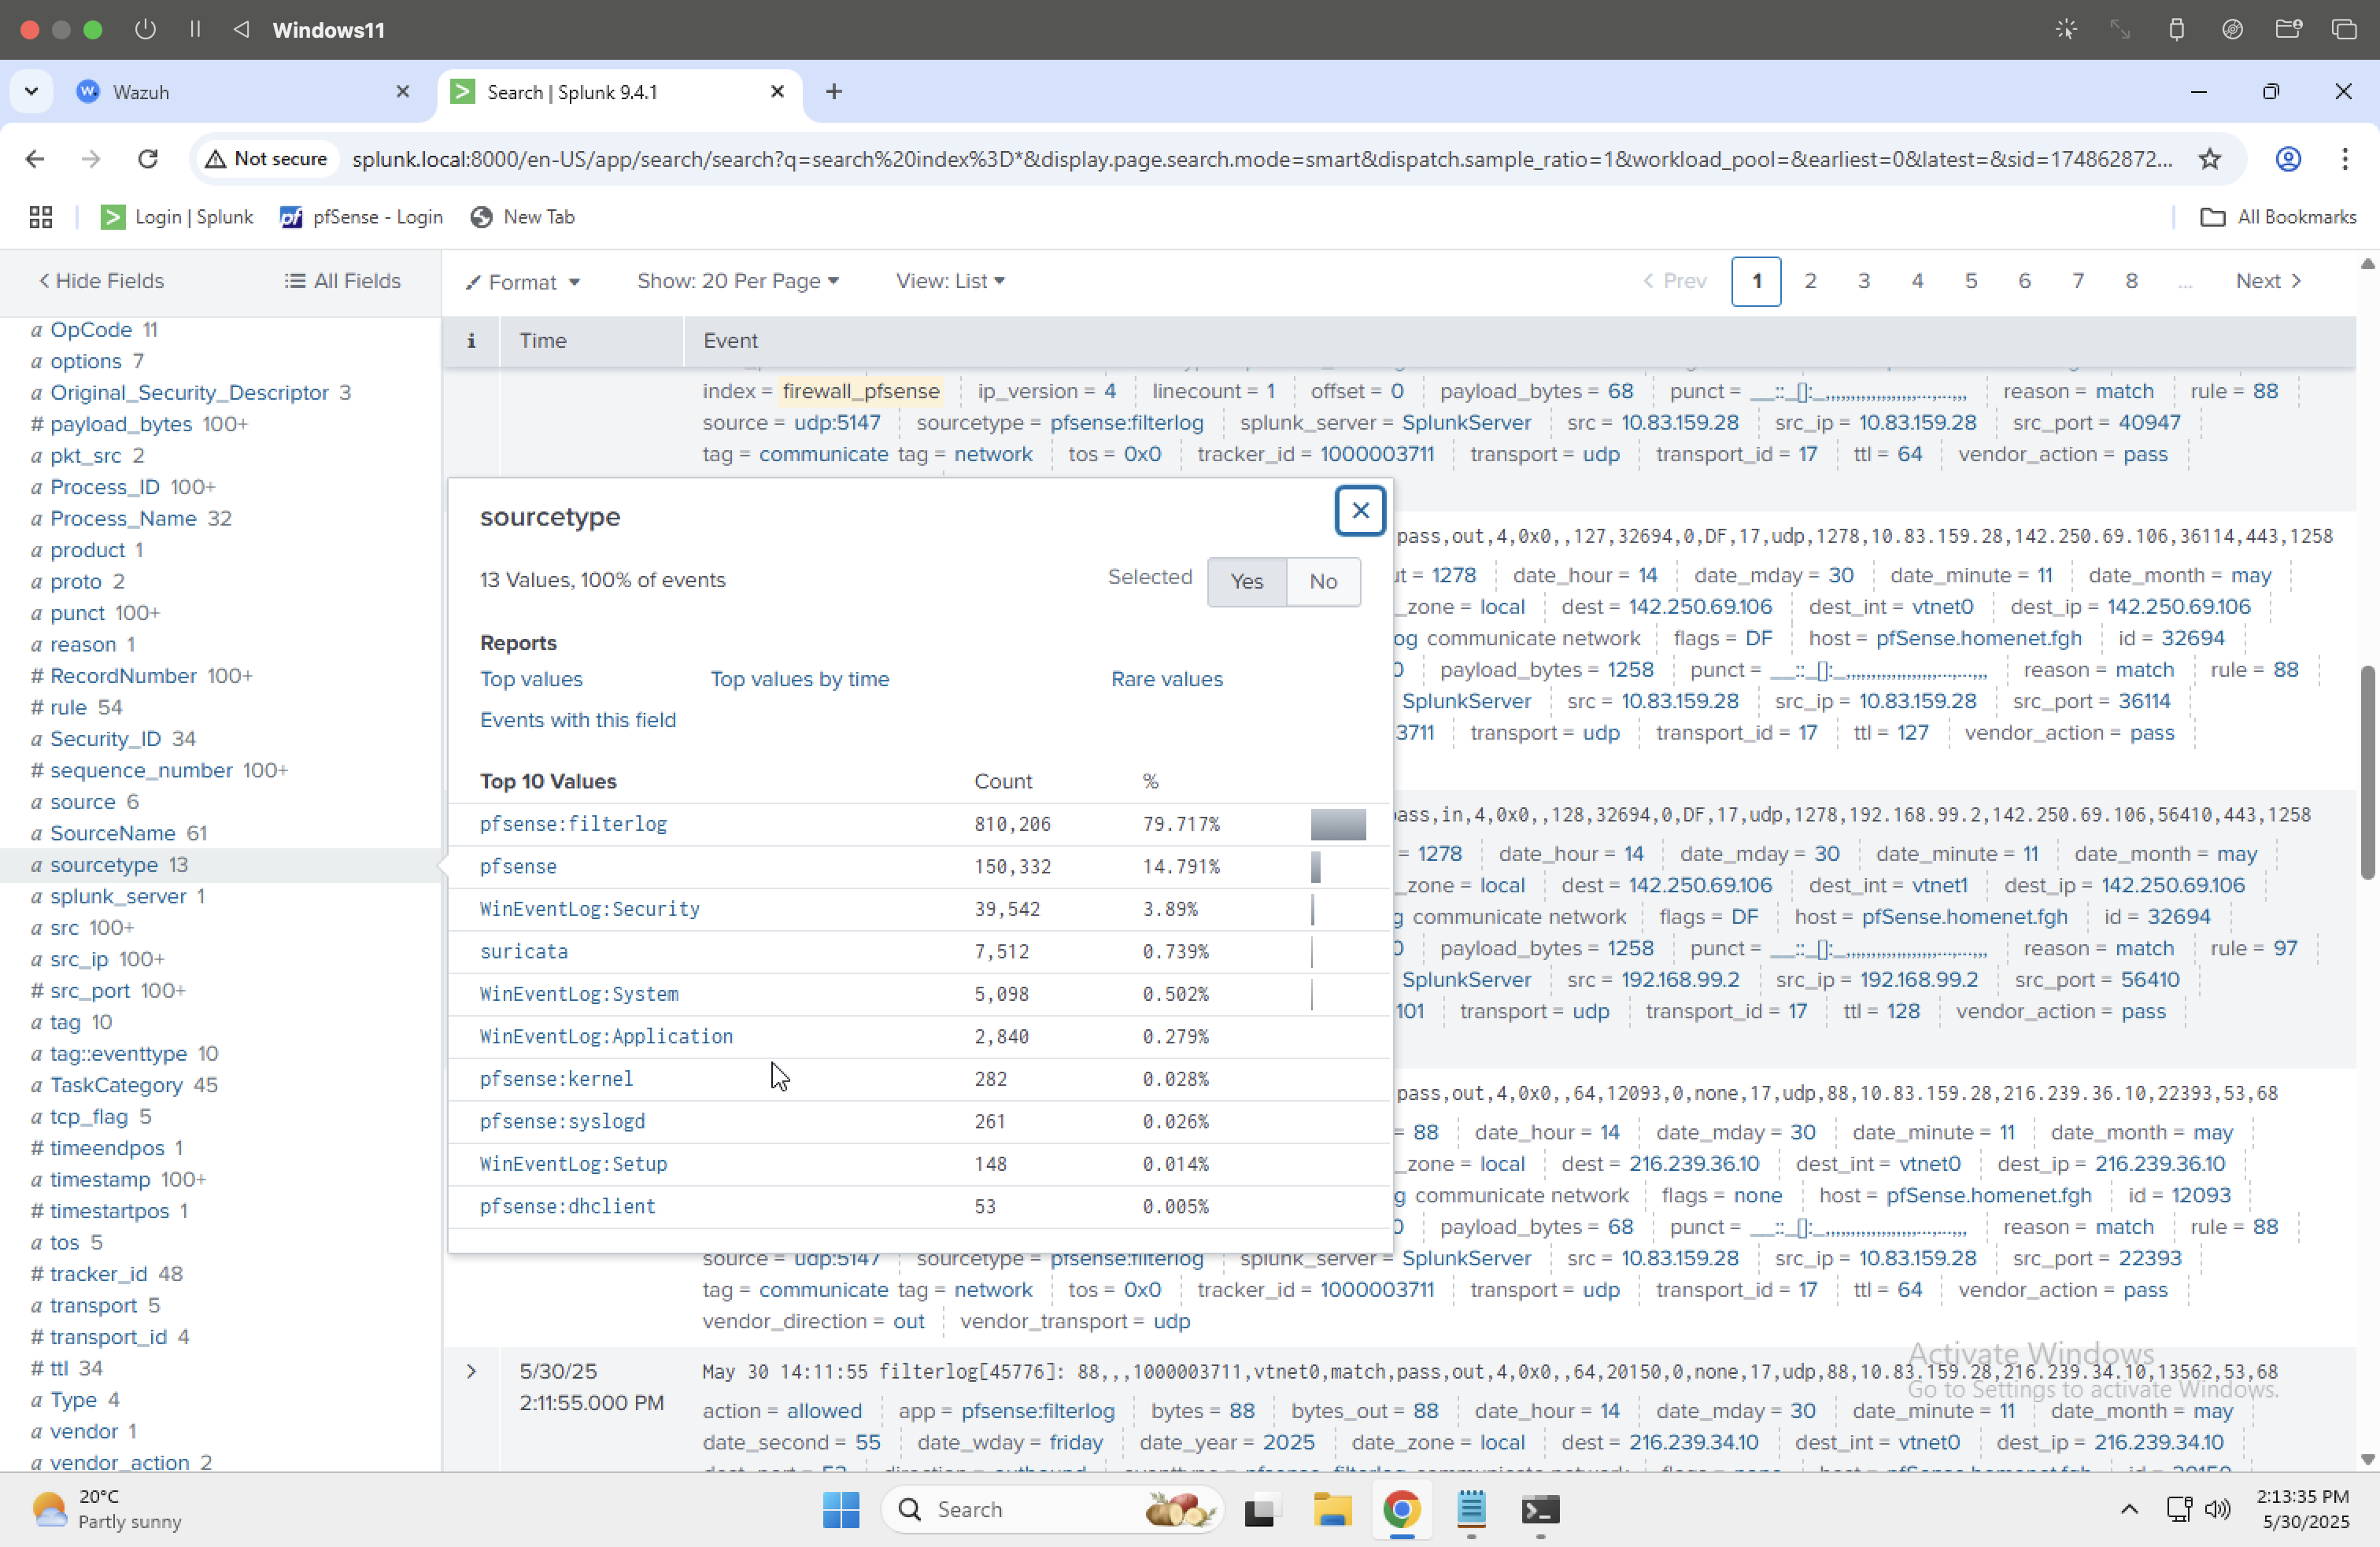 Windows11
Wazuh
Search | Splunk 9.4.1
Not secure splunk.local:8000/en-US/app/search/search?q=search%20index%3D*&display.page.search.mode=smart&dispatch.sample_ratio=1&workload_pool=&earliest=0&latest=&sid=174862872...
Login | Splunk pfSense - Login New Tab All Bookmarks
Hide Fields All Fields Format Show: 20 Per Page View: List < Prev 1 2 3 4 5 6 7 8 ... Next >
i Time Event
a OpCode 11
a options 7
a Original_Security_Descriptor 3
# payload_bytes 100+
a pkt_src 2
a Process_ID 100+
a Process_Name 32
a product 1
a proto 2
a punct 100+
a reason 1
# RecordNumber 100+
# rule 54
a Security_ID 34
# sequence_number 100+
a source 6
a SourceName 61
a sourcetype 13
a splunk_server 1
a src 100+
a src_ip 100+
# src_port 100+
a tag 10
a tag::eventtype 10
a TaskCategory 45
a tcp_flag 5
# timeendpos 1
a timestamp 100+
# timestartpos 1
a tos 5
# tracker_id 48
a transport 5
# transport_id 4
# ttl 34
a Type 4
a vendor 1
a vendor_action 2
index = firewall_pfsense ip_version = 4 linecount = 1 offset = 0 payload_bytes = 68 reason = match rule = 88
source = udp:5147 sourcetype = pfsense:filterlog splunk_server = SplunkServer src = 10.83.159.28 src_ip = 10.83.159.28 src_port = 40947
tag = communicate tag = network tos = 0x0 tracker_id = 1000003711 transport = udp transport_id = 17 ttl = 64 vendor_action = pass
sourcetype
13 Values, 100% of events Selected Yes No
Reports
Top values Top values by time Rare values
Events with this field
Top 10 Values Count %
pfsense:filterlog 810,206 79.717%
pfsense 150,332 14.791%
WinEventLog:Security 39,542 3.89%
suricata 7,512 0.739%
WinEventLog:System 5,098 0.502%
WinEventLog:Application 2,840 0.279%
pfsense:kernel 282 0.028%
pfsense:syslogd 261 0.026%
WinEventLog:Setup 148 0.014%
pfsense:dhclient 53 0.005%
pass,out,4,0x0,,127,32694,0,DF,17,udp,1278,10.83.159.28,142.250.69.106,36114,443,1258
= 1278 date_hour = 14 date_mday = 30 date_minute = 11 date_month = may
_zone = local dest = 142.250.69.106 dest_int = vtnet0 dest_ip = 142.250.69.106
communicate network flags = DF host = pfSense.homenet.fgh id = 32694
payload_bytes = 1258 reason = match rule = 88
SplunkServer src = 10.83.159.28 src_ip = 10.83.159.28 src_port = 36114
3711 transport = udp transport_id = 17 ttl = 127 vendor_action = pass
ass,in,4,0x0,,128,32694,0,DF,17,udp,1278,192.168.99.2,142.250.69.106,56410,443,1258
= 1278 date_hour = 14 date_mday = 30 date_minute = 11 date_month = may
_zone = local dest = 142.250.69.106 dest_int = vtnet1 dest_ip = 142.250.69.106
communicate network flags = DF host = pfSense.homenet.fgh id = 32694
payload_bytes = 1258 reason = match rule = 97
SplunkServer src = 192.168.99.2 src_ip = 192.168.99.2 src_port = 56410
101 transport = udp transport_id = 17 ttl = 128 vendor_action = pass
pass,out,4,0x0,,64,12093,0,none,17,udp,88,10.83.159.28,216.239.36.10,22393,53,68
= 88 date_hour = 14 date_mday = 30 date_minute = 11 date_month = may
_zone = local dest = 216.239.36.10 dest_int = vtnet0 dest_ip = 216.239.36.10
communicate network flags = none host = pfSense.homenet.fgh id = 12093
payload_bytes = 68 reason = match rule = 88
source = udp:5147 sourcetype = pfsense:filterlog splunk_server = SplunkServer src = 10.83.159.28 src_ip = 10.83.159.28 src_port = 22393
tag = communicate tag = network tos = 0x0 tracker_id = 1000003711 transport = udp transport_id = 17 ttl = 64 vendor_action = pass
vendor_direction = out vendor_transport = udp
5/30/25
2:11:55.000 PM
May 30 14:11:55 filterlog[45776]: 88,,,1000003711,vtnet0,match,pass,out,4,0x0,,64,20150,0,none,17,udp,88,10.83.159.28,216.239.34.10,13562,53,68
action = allowed app = pfsense:filterlog bytes = 88 bytes_out = 88 date_hour = 14 date_mday = 30 date_minute = 11 date_month = may
date_second = 55 date_wday = friday date_year = 2025 date_zone = local dest = 216.239.34.10 dest_int = vtnet0 dest_ip = 216.239.34.10
Activate Windows
Go to Settings to activate Windows.
20°C
Partly sunny
Search
2:13:35 PM
5/30/2025